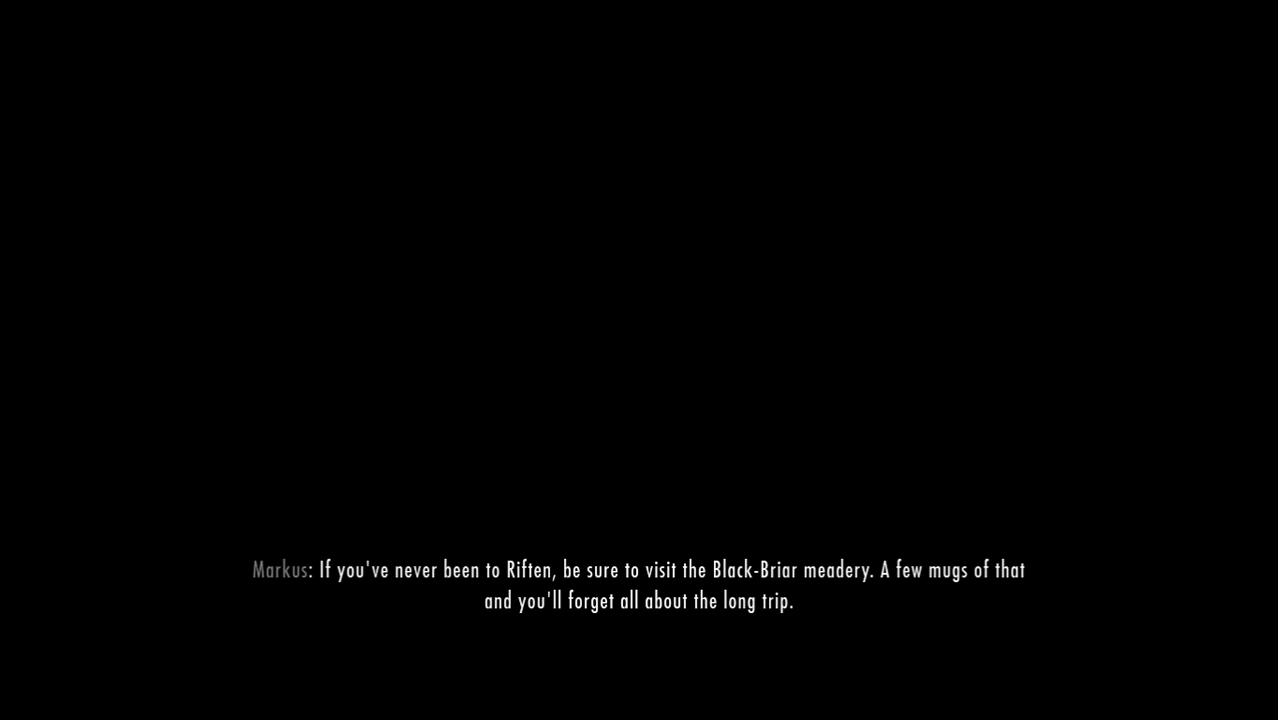 Markus: If you've never been to Riften, be sure to visit the Black-Briar meadery. A few mugs of that
and you'll forget all about the long trip.